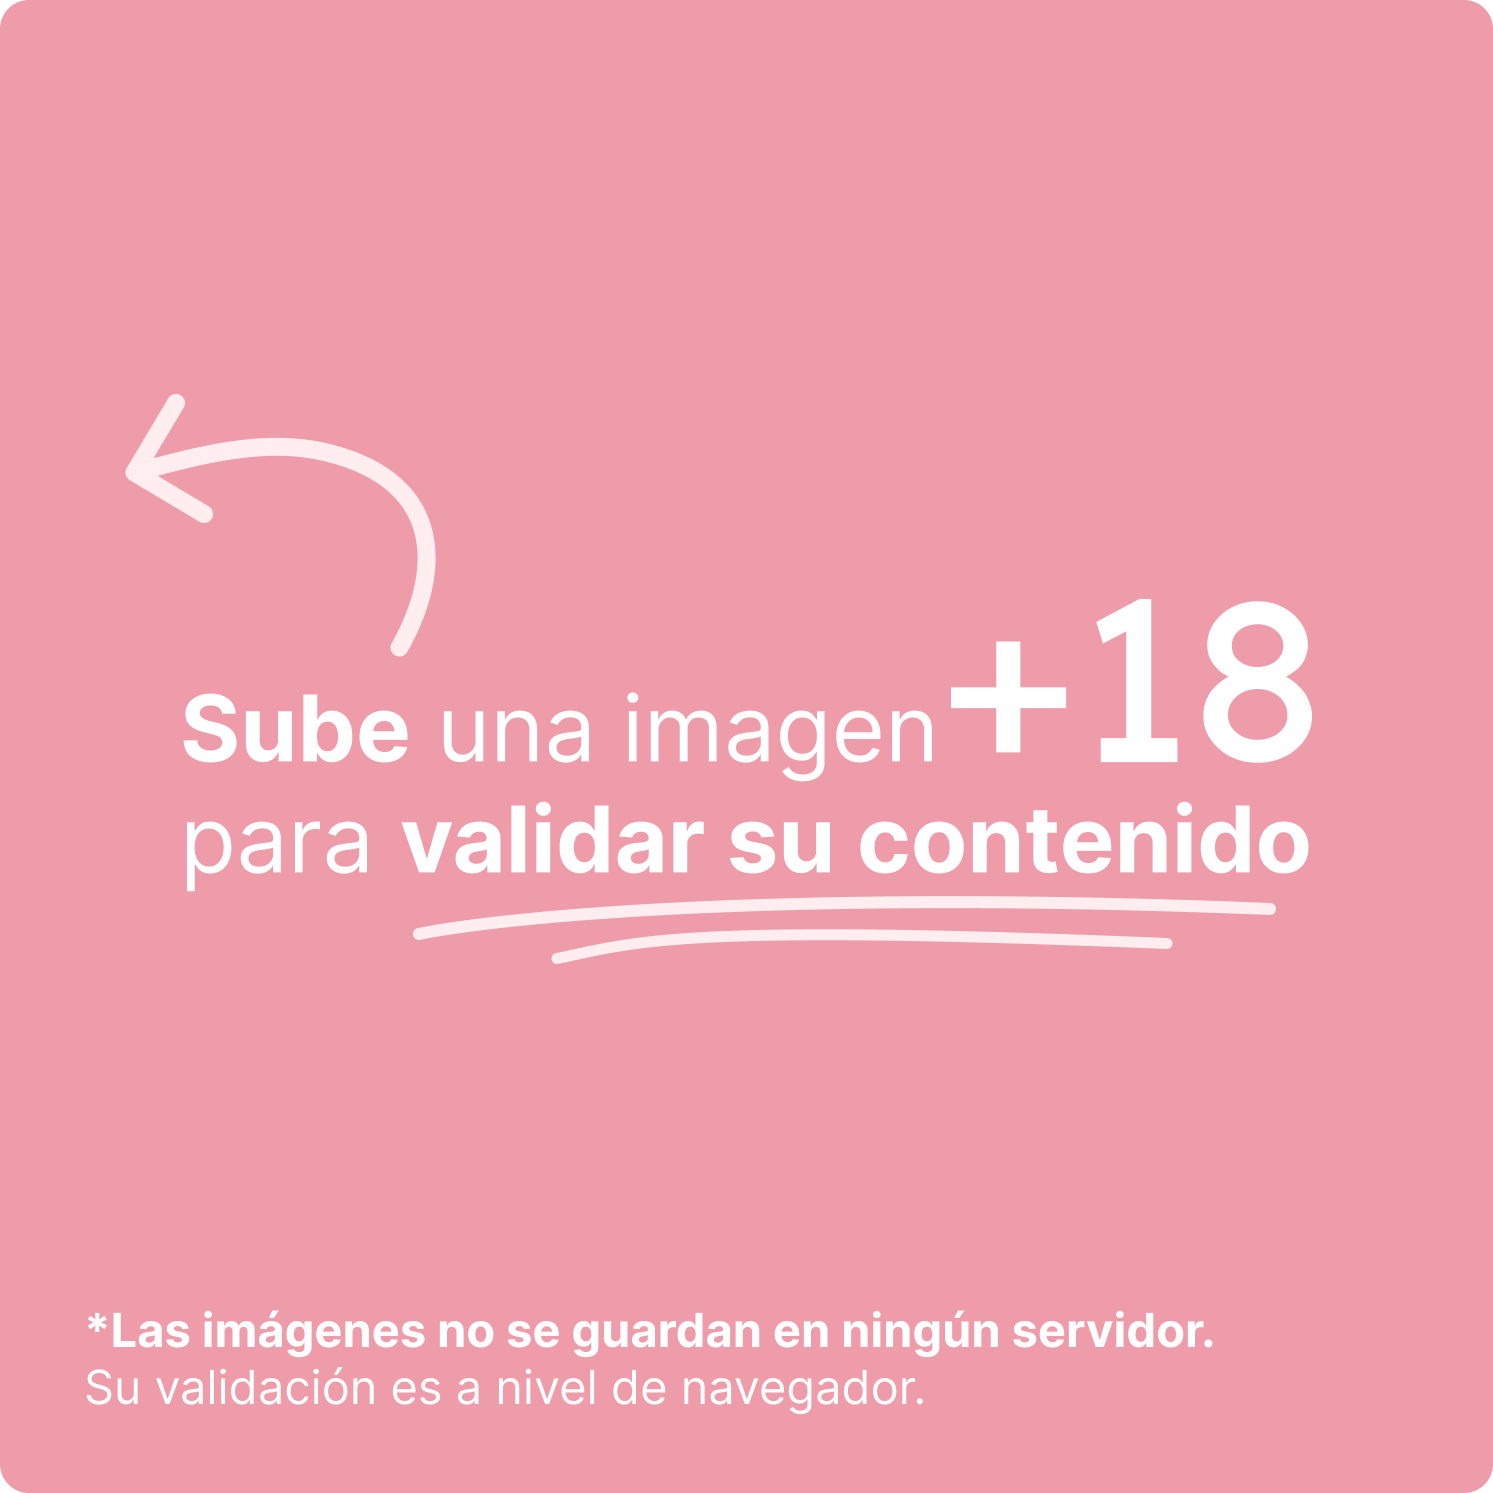 Sube una imagen +18
para validar su contenido
*Las imágenes no se guardan en ningún servidor.
Su validación es a nivel de navegador.